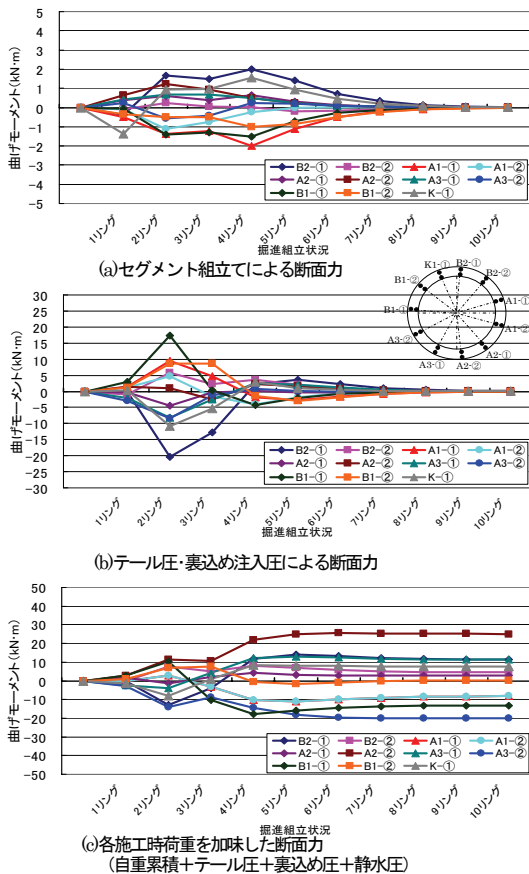 曲げモーメント(kN・m)
5
4
3
2
1
0
-1
-2
-3
-4
-5
B2-① B2-② A1-① A1-②
A2-① A2-② A3-① A3-②
B1-① B1-② K-①
1リング 2リング 3リング 4リング 5リング 6リング 7リング 8リング 9リング 10リング
掘進組立状況
(a)セグメント組立てによる断面力
K1-① B2-①
B1-② B2-②
B1-① A1-①
A1-②
A3-② A2-①
A3-① A2-②
曲げモーメント(kN・m)
30
25
20
15
10
5
0
-5
-10
-15
-20
-25
-30
B2-① B2-② A1-① A1-②
A2-① A2-② A3-① A3-②
B1-① B1-② K-①
1リング 2リング 3リング 4リング 5リング 6リング 7リング 8リング 9リング 10リング
掘進組立状況
(b)テール圧・裏込め注入圧による断面力
曲げモーメント(kN・m)
50
40
30
20
10
0
-10
-20
-30
-40
-50
B2-① B2-② A1-① A1-②
A2-① A2-② A3-① A3-②
B1-① B1-② K-①
1リング 2リング 3リング 4リング 5リング 6リング 7リング 8リング 9リング 10リング
掘進組立状況
(c)各施工時荷重を加味した断面力
(自重累積＋テール圧＋裏込め圧＋静水圧)